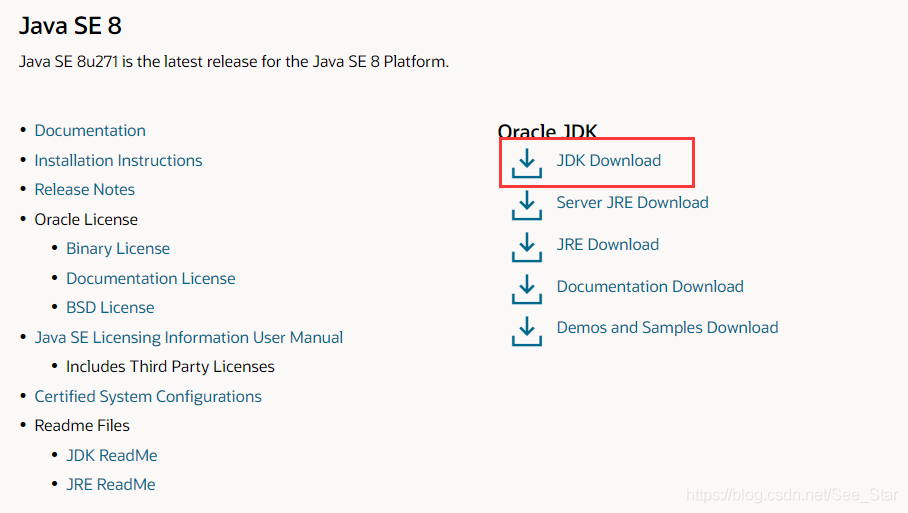 Java SE 8
Java SE 8u271 is the latest release for the Java SE 8 Platform.
• Documentation
• Installation Instructions
• Release Notes
• Oracle License
• Binary License
• Documentation License
• BSD License
• Java SE Licensing Information User Manual
• Includes Third Party Licenses
• Certified System Configurations
• Readme Files
• JDK ReadMe
• JRE ReadMe
Oracle JDK
JDK Download
Server JRE Download
JRE Download
Documentation Download
Demos and Samples Download
https://blog.csdn.net/See_Star